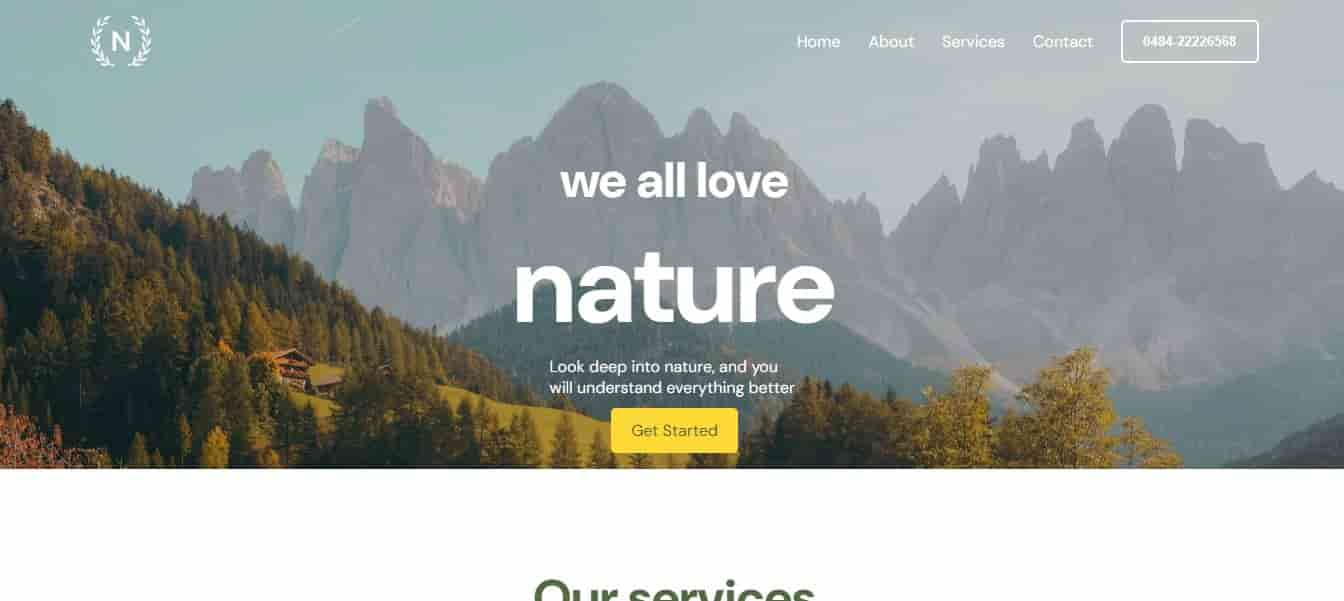 N
Home About Services Contact 0484-22226568
we all love
nature
Look deep into nature, and you
will understand everything better
Get Started
Our services